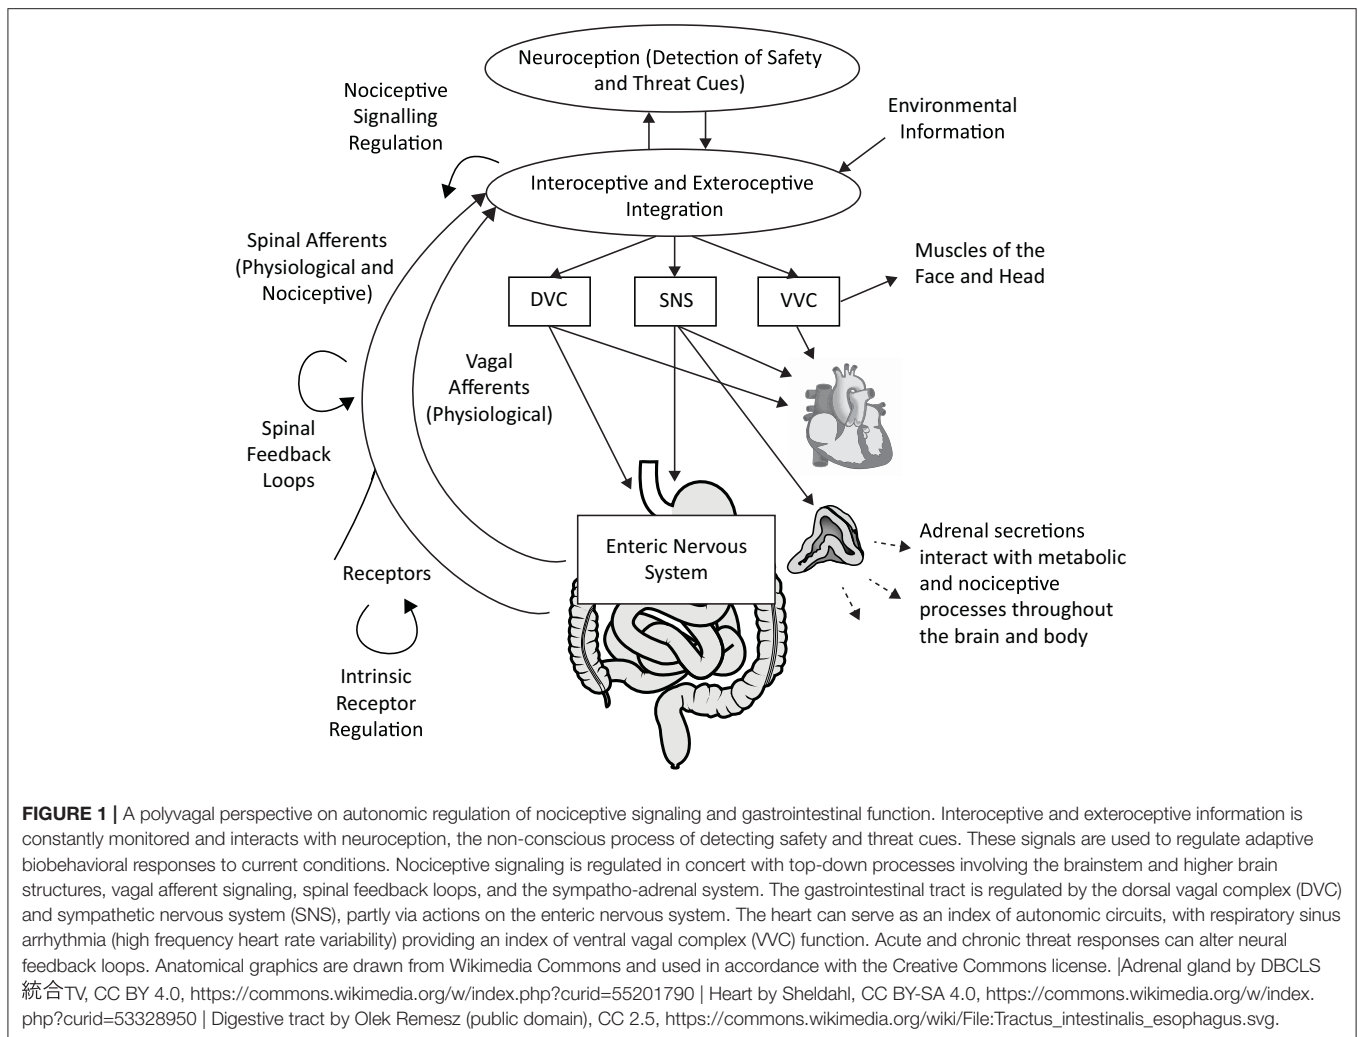 Neuroception (Detection of Safety
and Threat Cues)
Nociceptive
Signalling
Regulation
Environmental
Information
Interoceptive and Exteroceptive
Integration
Spinal Afferents
(Physiological and
Nociceptive)
Muscles of the
Face and Head
DVC
SNS
VVC
Vagal
Afferents
(Physiological)
Spinal
Feedback
Loops
Enteric Nervous
System
Adrenal secretions
interact with metabolic
and nociceptive
processes throughout
the brain and body
Receptors
Intrinsic
Receptor
Regulation
FIGURE 1 | A polyvagal perspective on autonomic regulation of nociceptive signaling and gastrointestinal function. Interoceptive and exteroceptive information is
constantly monitored and interacts with neuroception, the non-conscious process of detecting safety and threat cues. These signals are used to regulate adaptive
biobehavioral responses to current conditions. Nociceptive signaling is regulated in concert with top-down processes involving the brainstem and higher brain
structures, vagal afferent signaling, spinal feedback loops, and the sympatho-adrenal system. The gastrointestinal tract is regulated by the dorsal vagal complex (DVC)
and sympathetic nervous system (SNS), partly via actions on the enteric nervous system. The heart can serve as an index of autonomic circuits, with respiratory sinus
arrhythmia (high frequency heart rate variability) providing an index of ventral vagal complex (VVC) function. Acute and chronic threat responses can alter neural
feedback loops. Anatomical graphics are drawn from Wikimedia Commons and used in accordance with the Creative Commons license. |Adrenal gland by DBCLS
統合TV, CC BY 4.0, https://commons.wikimedia.org/w/index.php?curid=55201790 | Heart by Sheldahl, CC BY-SA 4.0, https://commons.wikimedia.org/w/index.
php?curid=53328950 | Digestive tract by Olek Remesz (public domain), CC 2.5, https://commons.wikimedia.org/wiki/File:Tractus_intestinalis_esophagus.svg.